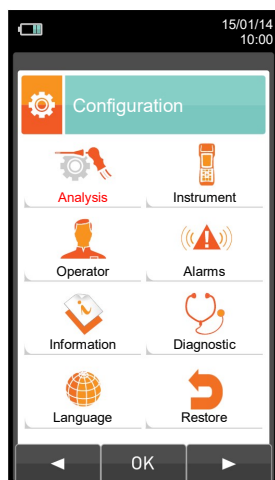 15/01/14
10:00
Configuration
Analysis Instrument
Operator Alarms
Information Diagnostic
Language Restore
OK